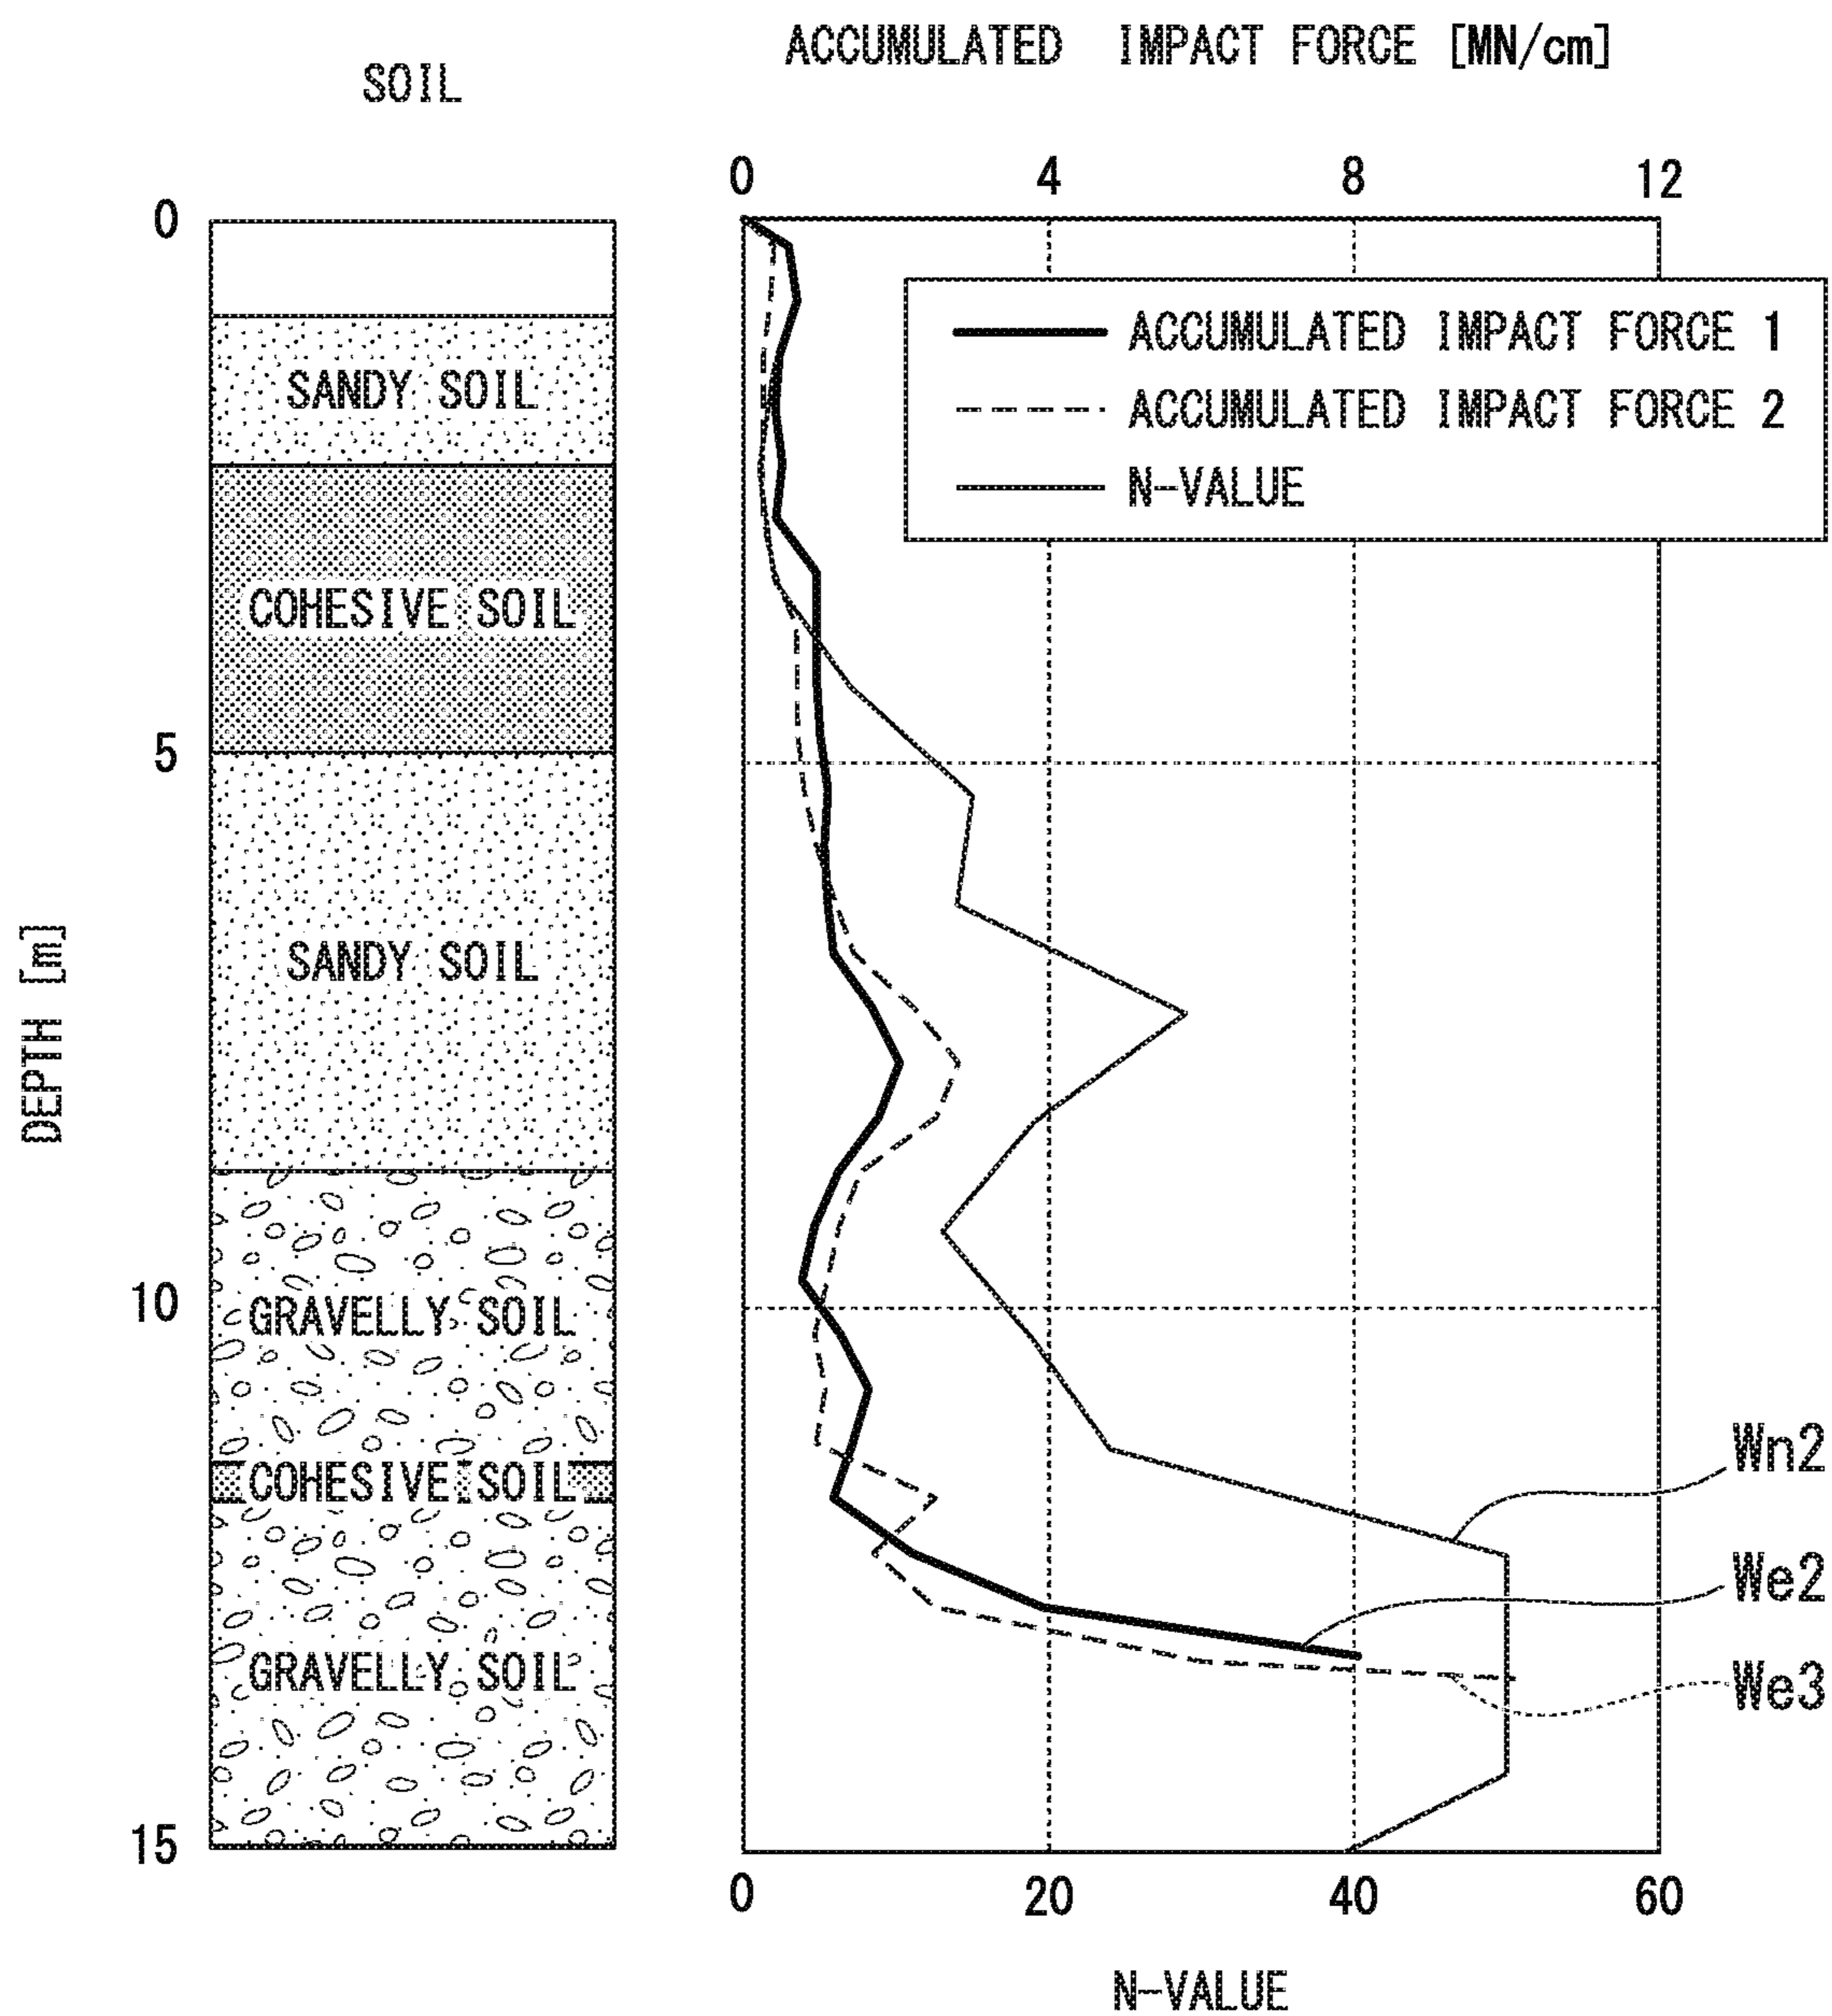 SOIL
ACCUMULATED IMPACT FORCE [MN/cm]
0 4 8 12
0
5
10
15
DEPTH [m]
SANDY SOIL
COHESIVE SOIL
SANDY SOIL
GRAVELLY SOIL
COHESIVE SOIL
GRAVELLY SOIL
ACCUMULATED IMPACT FORCE 1
ACCUMULATED IMPACT FORCE 2
N-VALUE
Wn2
We2
We3
0 20 40 60
N-VALUE